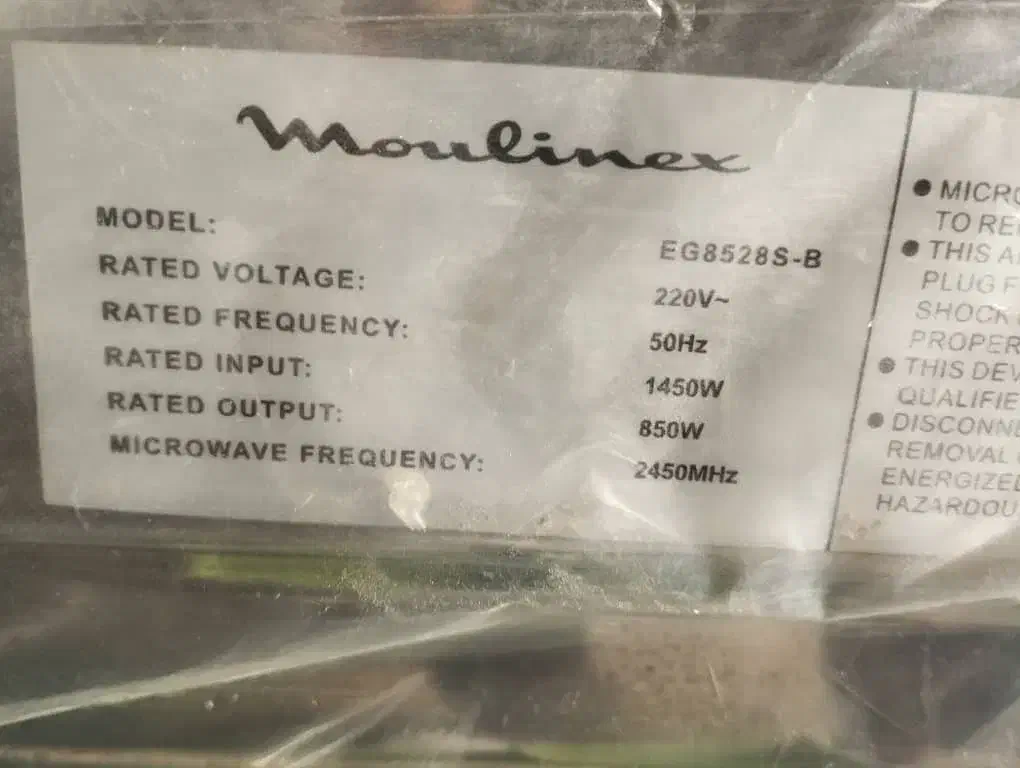 Moulinex
MODEL: EG8528S-B
RATED VOLTAGE: 220V~
RATED FREQUENCY: 50Hz
RATED INPUT: 1450W
RATED OUTPUT: 850W
MICROWAVE FREQUENCY: 2450MHz
● MICRO
TO RE
● THIS A
PLUG F
SHOCK
PROPER
● THIS DEV
QUALIFIE
● DISCONNE
REMOVAL
ENERGIZED
HAZARDOU